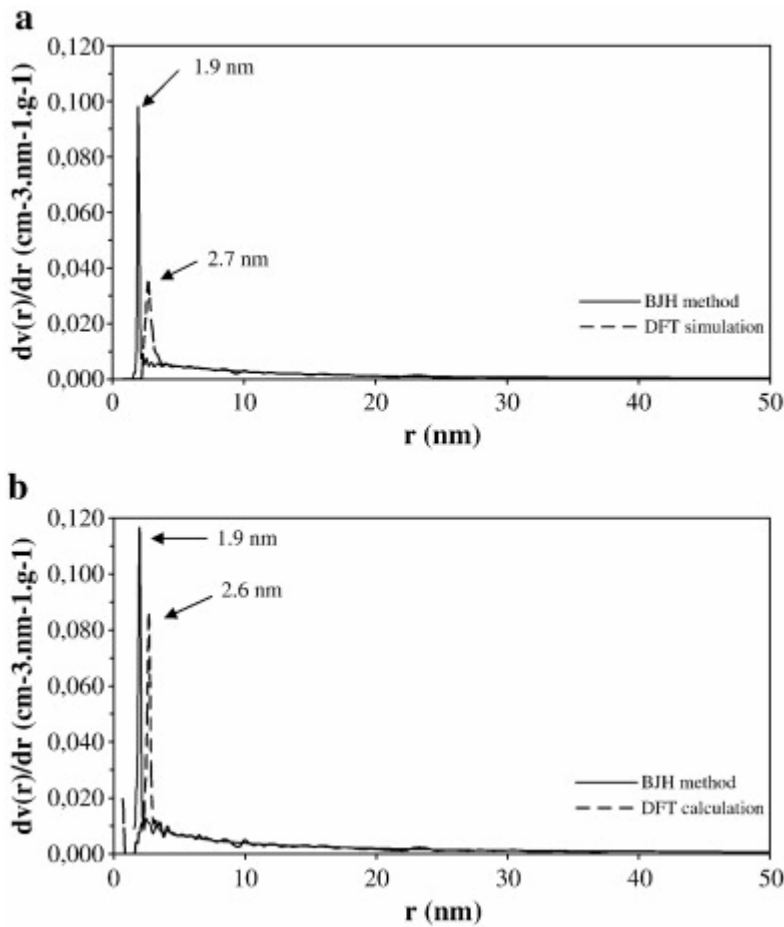 a
0,120
0,100
0,080
0,060
0,040
0,020
0,000
dv(r)/dr (cm-3.nm-1.g-1)
1.9 nm
2.7 nm
BJH method
DFT simulation
0 10 20 30 40 50
r (nm)
b
0,120
0,100
0,080
0,060
0,040
0,020
0,000
dv(r)/dr (cm-3.nm-1.g-1)
1.9 nm
2.6 nm
BJH method
DFT calculation
0 10 20 30 40 50
r (nm)